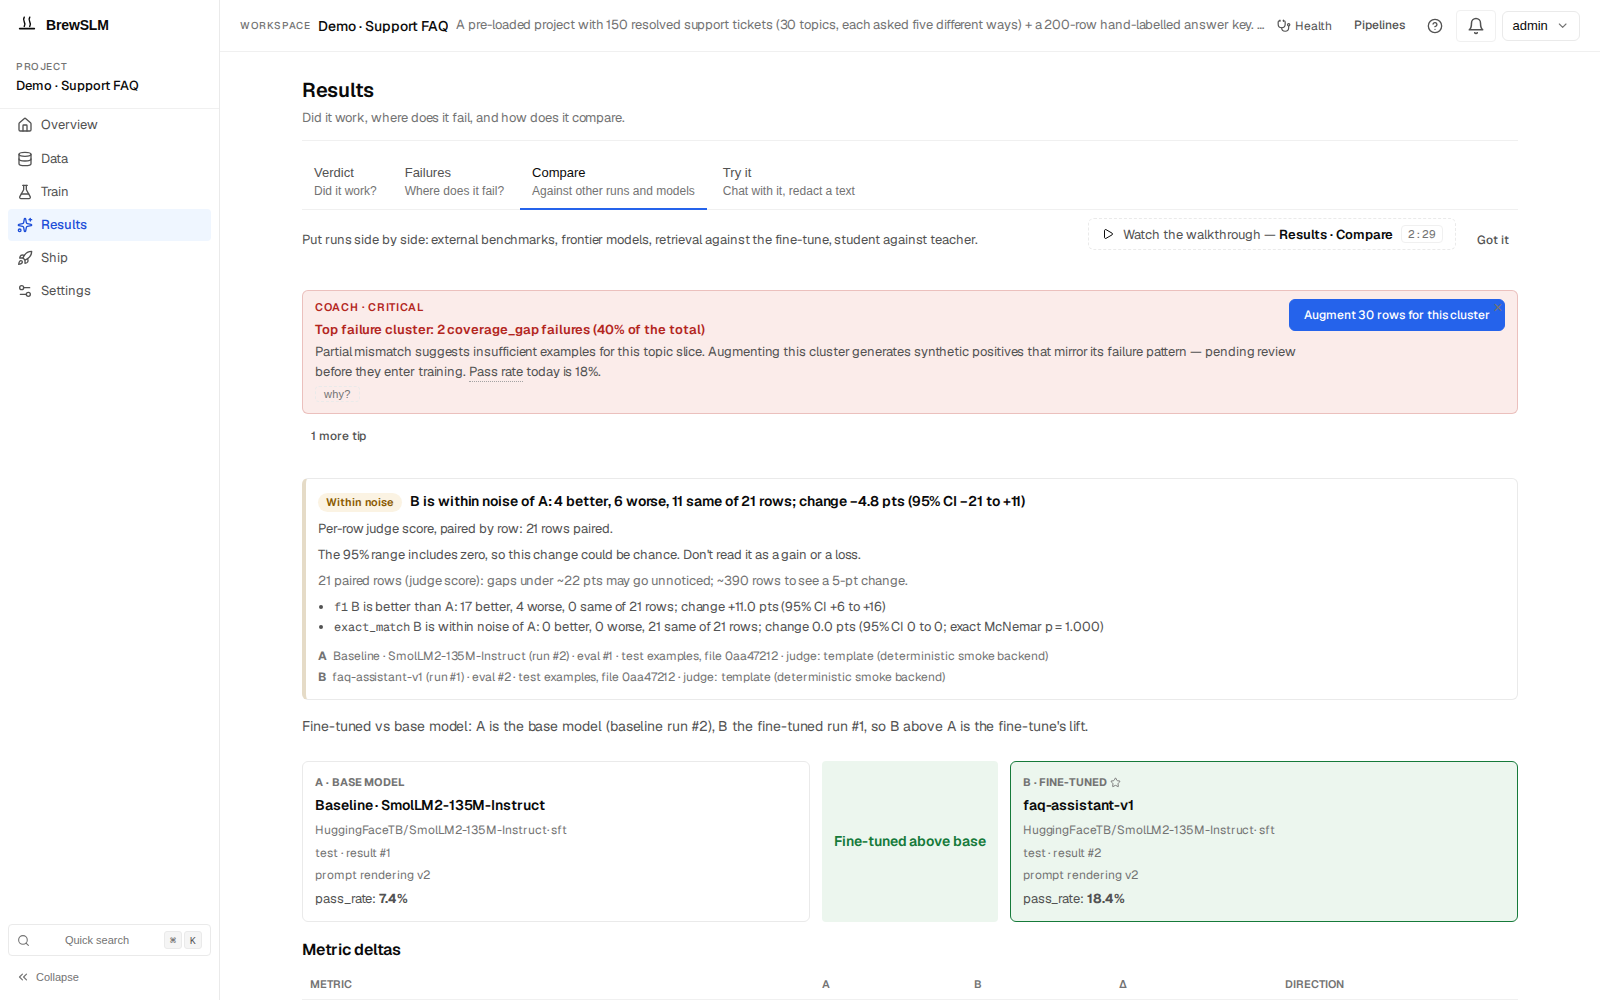 BrewSLM
PROJECT
Demo · Support FAQ
Overview
Data
Train
Results
Ship
Settings
Quick search ⌘ K
Collapse
WORKSPACE Demo · Support FAQ A pre-loaded project with 150 resolved support tickets (30 topics, each asked five different ways) + a 200-row hand-labelled answer key. …
Health
Pipelines
admin
Results
Did it work, where does it fail, and how does it compare.
Verdict
Did it work?
Failures
Where does it fail?
Compare
Against other runs and models
Try it
Chat with it, redact a text
Put runs side by side: external benchmarks, frontier models, retrieval against the fine-tune, student against teacher.
Watch the walkthrough — Results · Compare 2:29
Got it
COACH · CRITICAL
Top failure cluster: 2 coverage_gap failures (40% of the total)
Augment 30 rows for this cluster
Partial mismatch suggests insufficient examples for this topic slice. Augmenting this cluster generates synthetic positives that mirror its failure pattern — pending review
before they enter training. Pass rate today is 18%.
why?
1 more tip
Within noise B is within noise of A: 4 better, 6 worse, 11 same of 21 rows; change −4.8 pts (95% CI −21 to +11)
Per-row judge score, paired by row: 21 rows paired.
The 95% range includes zero, so this change could be chance. Don't read it as a gain or a loss.
21 paired rows (judge score): gaps under ~22 pts may go unnoticed; ~390 rows to see a 5-pt change.
• f1 B is better than A: 17 better, 4 worse, 0 same of 21 rows; change +11.0 pts (95% CI +6 to +16)
• exact_match B is within noise of A: 0 better, 0 worse, 21 same of 21 rows; change 0.0 pts (95% CI 0 to 0; exact McNemar p = 1.000)
A Baseline · SmolLM2-135M-Instruct (run #2) · eval #1 · test examples, file 0aa47212 · judge: template (deterministic smoke backend)
B faq-assistant-v1 (run #1) · eval #2 · test examples, file 0aa47212 · judge: template (deterministic smoke backend)
Fine-tuned vs base model: A is the base model (baseline run #2), B the fine-tuned run #1, so B above A is the fine-tune's lift.
A · BASE MODEL
Baseline · SmolLM2-135M-Instruct
HuggingFaceTB/SmolLM2-135M-Instruct · sft
test · result #1
prompt rendering v2
pass_rate: 7.4%
Fine-tuned above base
B · FINE-TUNED
faq-assistant-v1
HuggingFaceTB/SmolLM2-135M-Instruct · sft
test · result #2
prompt rendering v2
pass_rate: 18.4%
Metric deltas
METRIC A B Δ DIRECTION